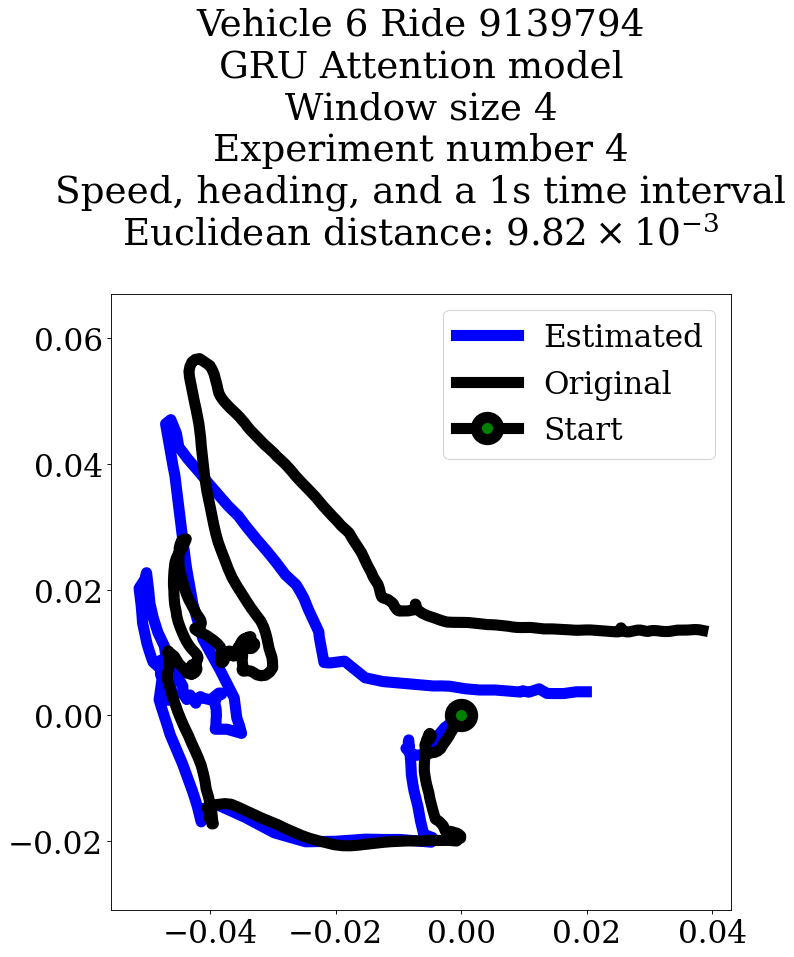 Vehicle 6 Ride 9139794
GRU Attention model
Window size 4
Experiment number 4
Speed, heading, and a 1s time interval
Euclidean distance: 9.82 × 10⁻³
Estimated
Original
Start
0.06
0.04
0.02
0.00
−0.02
−0.04 −0.02 0.00 0.02 0.04